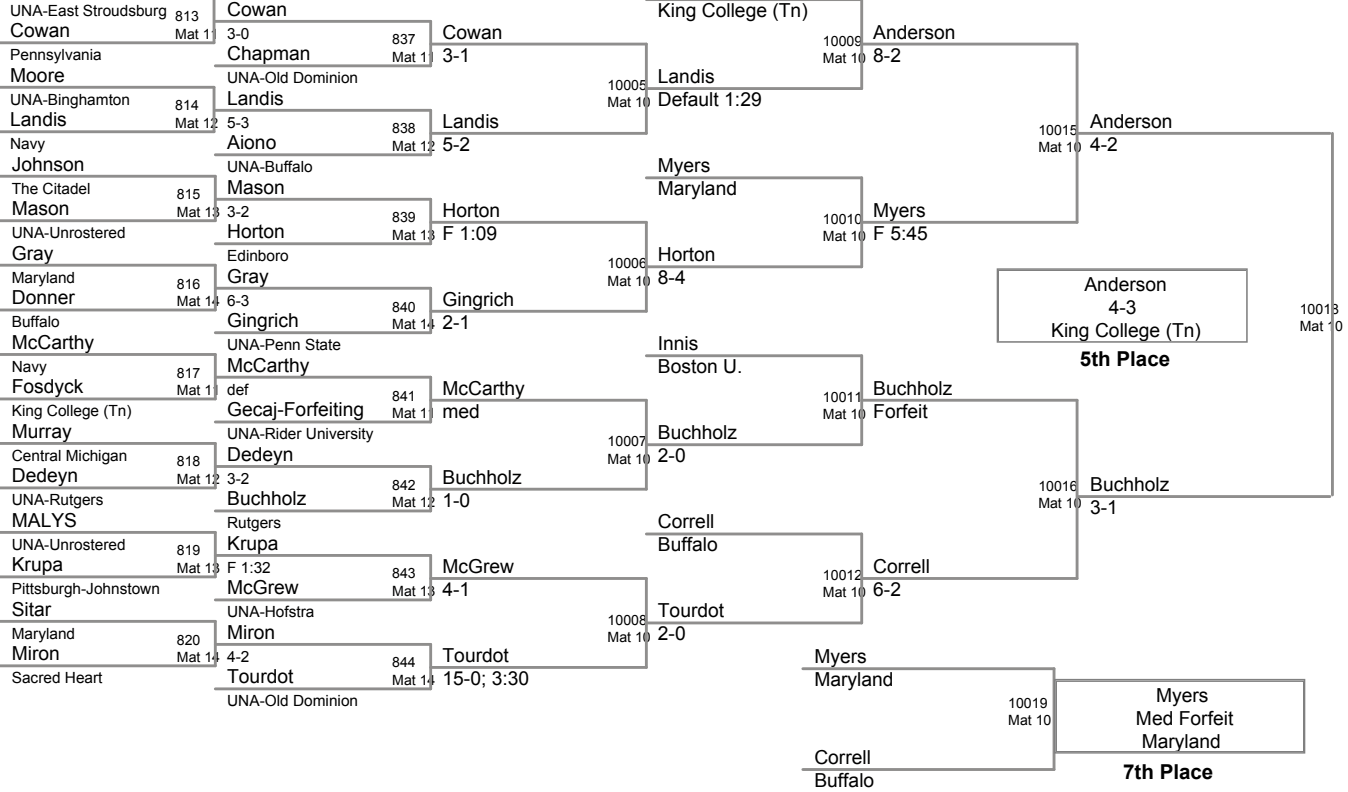 UNA-East Stroudsburg
813
Cowan
Mat 11
Pennsylvania
Moore
UNA-Binghamton
814
Landis
Mat 12
Navy
Johnson
The Citadel
815
Mason
Mat 13
UNA-Unrostered
Gray
Maryland
816
Donner
Mat 14
Buffalo
McCarthy
Navy
817
Fosdyck
Mat 11
King College (Tn)
Murray
Central Michigan
818
Dedeyn
Mat 12
UNA-Rutgers
MALYS
UNA-Unrostered
819
Krupa
Mat 13
Pittsburgh-Johnstown
Sitar
Maryland
820
Miron
Mat 14
Sacred Heart
Cowan
3-0
837
Chapman
Mat 11
UNA-Old Dominion
Landis
5-3
838
Aiono
Mat 12
UNA-Buffalo
Mason
3-2
839
Horton
Mat 13
Edinboro
Gray
6-3
840
Gingrich
Mat 14
UNA-Penn State
McCarthy
def
841
Gecaj-Forfeiting
Mat 11
UNA-Rider University
Dedeyn
3-2
842
Buchholz
Mat 12
Rutgers
Krupa
F 1:32
843
McGrew
Mat 13
UNA-Hofstra
Miron
4-2
844
Tourdot
Mat 14
UNA-Old Dominion
Cowan
3-1
10005
Mat 10
Landis
5-2
Horton
F 1:09
10006
Mat 10
Gingrich
2-1
McCarthy
med
10007
Mat 10
Buchholz
1-0
McGrew
4-1
10008
Mat 10
Tourdot
15-0; 3:30
King College (Tn)
10009
Mat 10
Landis
Default 1:29
Myers
Maryland
10010
Mat 10
Horton
8-4
Innis
Boston U.
10011
Mat 10
Buchholz
2-0
Correll
Buffalo
10012
Mat 10
Tourdot
2-0
Anderson
8-2
10015
Mat 10
Myers
F 5:45
Buchholz
Forfeit
10016
Mat 10
Correll
6-2
Anderson
4-2
10018
Mat 10
Buchholz
3-1
Anderson
4-3
King College (Tn)
5th Place
Myers
Maryland
10019
Mat 10
Correll
Buffalo
Myers
Med Forfeit
Maryland
7th Place